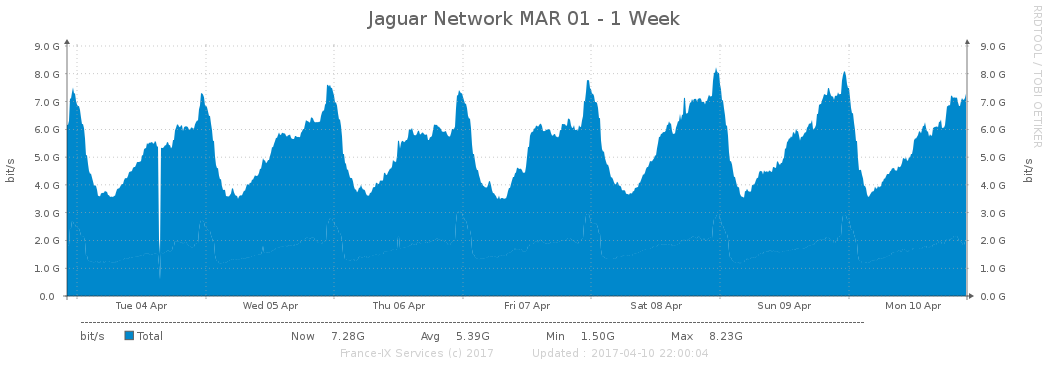 Jaguar Network MAR 01 - 1 Week
RRDTOOL / TOBI OETIKER
9.0 G 9.0 G
8.0 G 8.0 G
7.0 G 7.0 G
6.0 G 6.0 G
5.0 G 5.0 G
4.0 G 4.0 G
3.0 G 3.0 G
2.0 G 2.0 G
1.0 G 1.0 G
0.0 0.0 G
bit/s
bit/s
Tue 04 Apr Wed 05 Apr Thu 06 Apr Fri 07 Apr Sat 08 Apr Sun 09 Apr Mon 10 Apr
bit/s Total Now 7.28G Avg 5.39G Min 1.50G Max 8.23G
France-IX Services (c) 2017 Updated : 2017-04-10 22:00:04